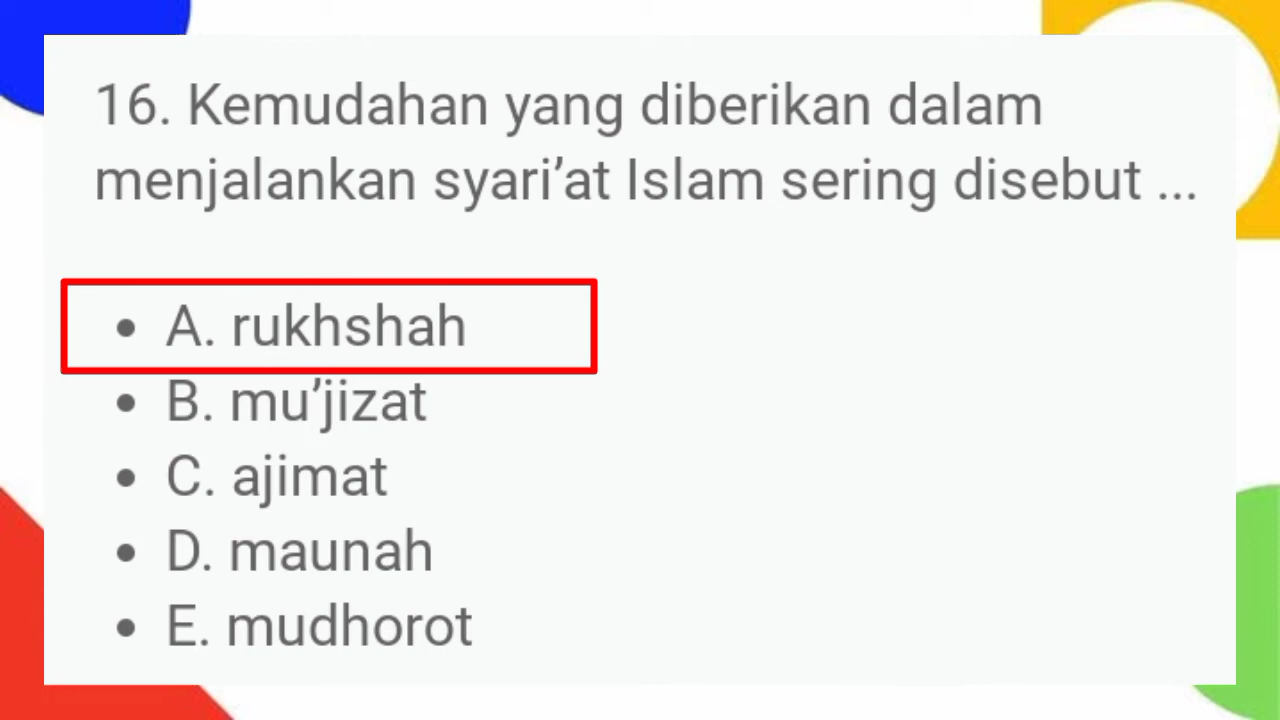 16. Kemudahan yang diberikan dalam
menjalankan syari’at Islam sering disebut ...
• A. rukhshah
• B. mu’jizat
• C. ajimat
• D. maunah
• E. mudhorot